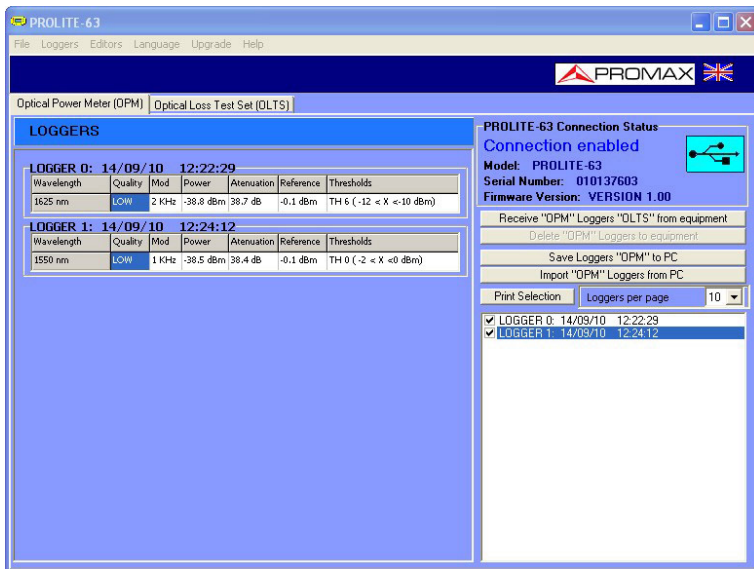 PROLITE-63
File Loggers Editors Language Upgrade Help
PROMAX
Optical Power Meter (OPM) Optical Loss Test Set (OLTS)
LOGGERS
LOGGER 0: 14/09/10 12:22:29
Wavelength Quality Mod Power Atenuation Reference Thresholds
1625 nm LOW 2 KHz -38.8 dBm 38.7 dB -0.1 dBm TH 6 ( -12 < X <-10 dBm)
LOGGER 1: 14/09/10 12:24:12
Wavelength Quality Mod Power Atenuation Reference Thresholds
1550 nm LOW 1 KHz -38.5 dBm 38.4 dB -0.1 dBm TH 0 ( -2 < X <0 dBm)
PROLITE-63 Connection Status
Connection enabled
Model: PROLITE-63
Serial Number: 010137603
Firmware Version: VERSION 1.00
Receive "OPM" Loggers "OLTS" from equipment
Delete "OPM" Loggers to equipment
Save Loggers "OPM" to PC
Import "OPM" Loggers from PC
Print Selection Loggers per page 10
LOGGER 0: 14/09/10 12:22:29
LOGGER 1: 14/09/10 12:24:12